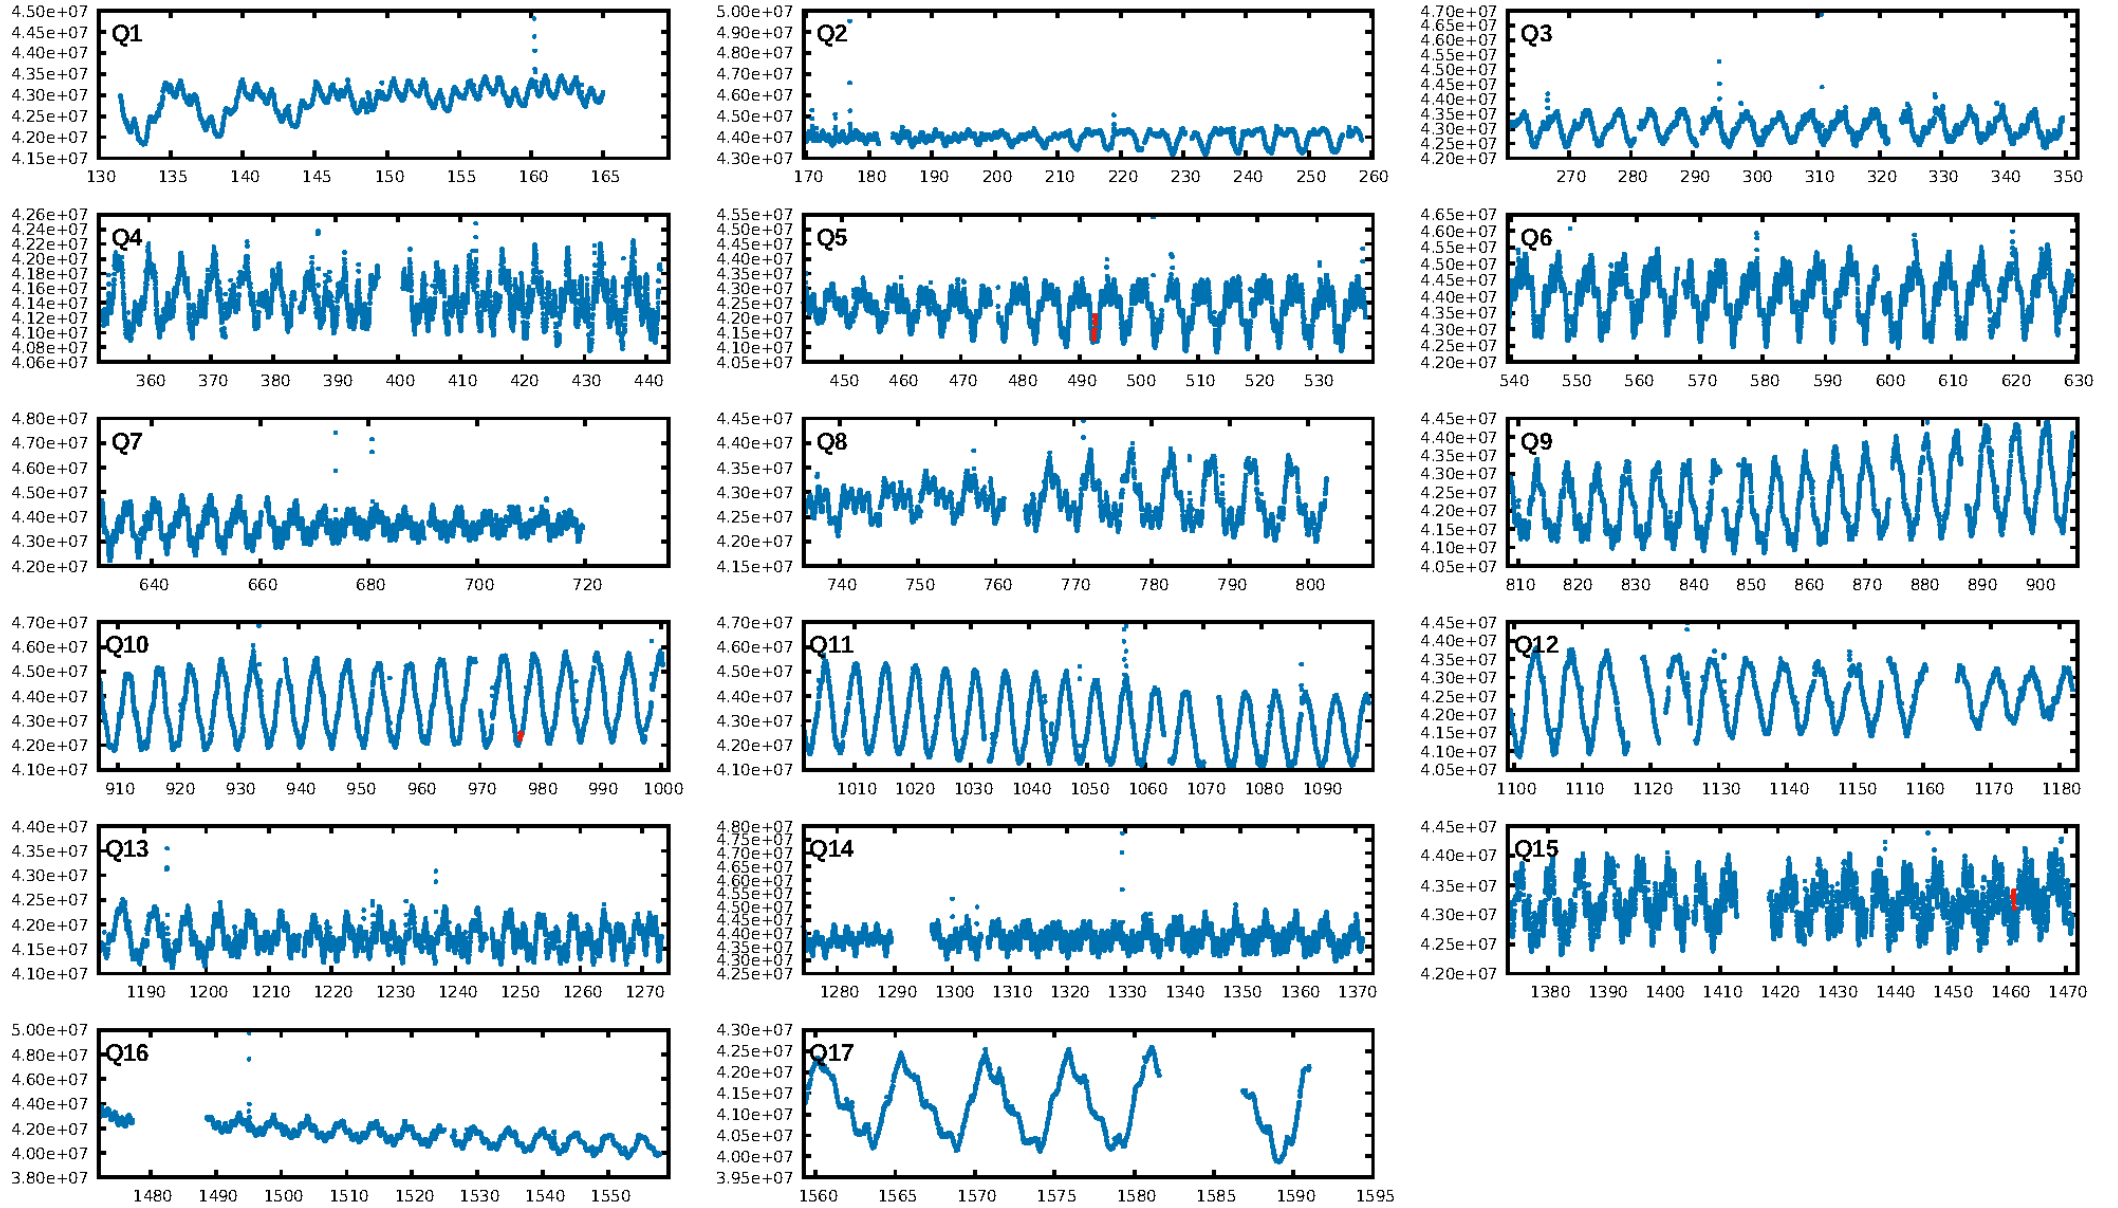 4.50e+07 4.45e+07 4.40e+07 4.35e+07 4.30e+07 4.25e+07 4.20e+07 4.15e+07
Q1
130 135 140 145 150 155 160 165
5.00e+07 4.90e+07 4.80e+07 4.70e+07 4.60e+07 4.50e+07 4.40e+07 4.30e+07
Q2
170 180 190 200 210 220 230 240 250 260
4.70e+07 4.65e+07 4.60e+07 4.55e+07 4.50e+07 4.45e+07 4.40e+07 4.35e+07 4.30e+07 4.25e+07 4.20e+07
Q3
270 280 290 300 310 320 330 340 350
4.26e+07 4.24e+07 4.22e+07 4.20e+07 4.18e+07 4.16e+07 4.14e+07 4.12e+07 4.10e+07 4.08e+07 4.06e+07
Q4
360 370 380 390 400 410 420 430 440
4.55e+07 4.50e+07 4.45e+07 4.40e+07 4.35e+07 4.30e+07 4.25e+07 4.20e+07 4.15e+07 4.10e+07 4.05e+07
Q5
450 460 470 480 490 500 510 520 530
4.65e+07 4.60e+07 4.55e+07 4.50e+07 4.45e+07 4.40e+07 4.35e+07 4.30e+07 4.25e+07 4.20e+07
Q6
540 550 560 570 580 590 600 610 620 630
4.80e+07 4.70e+07 4.60e+07 4.50e+07 4.40e+07 4.30e+07 4.20e+07
Q7
640 660 680 700 720
4.45e+07 4.40e+07 4.35e+07 4.30e+07 4.25e+07 4.20e+07 4.15e+07
Q8
740 750 760 770 780 790 800
4.45e+07 4.40e+07 4.35e+07 4.30e+07 4.25e+07 4.20e+07 4.15e+07 4.10e+07 4.05e+07
Q9
810 820 830 840 850 860 870 880 890 900
4.70e+07 4.60e+07 4.50e+07 4.40e+07 4.30e+07 4.20e+07 4.10e+07
Q10
910 920 930 940 950 960 970 980 990 1000
4.70e+07 4.60e+07 4.50e+07 4.40e+07 4.30e+07 4.20e+07 4.10e+07
Q11
1010 1020 1030 1040 1050 1060 1070 1080 1090
4.45e+07 4.40e+07 4.35e+07 4.30e+07 4.25e+07 4.20e+07 4.15e+07 4.10e+07 4.05e+07
Q12
1100 1110 1120 1130 1140 1150 1160 1170 1180
4.40e+07 4.35e+07 4.30e+07 4.25e+07 4.20e+07 4.15e+07 4.10e+07
Q13
1190 1200 1210 1220 1230 1240 1250 1260 1270
4.80e+07 4.75e+07 4.70e+07 4.65e+07 4.60e+07 4.55e+07 4.50e+07 4.45e+07 4.40e+07 4.35e+07 4.30e+07 4.25e+07
Q14
1280 1290 1300 1310 1320 1330 1340 1350 1360 1370
4.45e+07 4.40e+07 4.35e+07 4.30e+07 4.25e+07 4.20e+07
Q15
1380 1390 1400 1410 1420 1430 1440 1450 1460 1470
5.00e+07 4.80e+07 4.60e+07 4.40e+07 4.20e+07 4.00e+07 3.80e+07
Q16
1480 1490 1500 1510 1520 1530 1540 1550
4.30e+07 4.25e+07 4.20e+07 4.15e+07 4.10e+07 4.05e+07 4.00e+07 3.95e+07
Q17
1560 1565 1570 1575 1580 1585 1590 1595